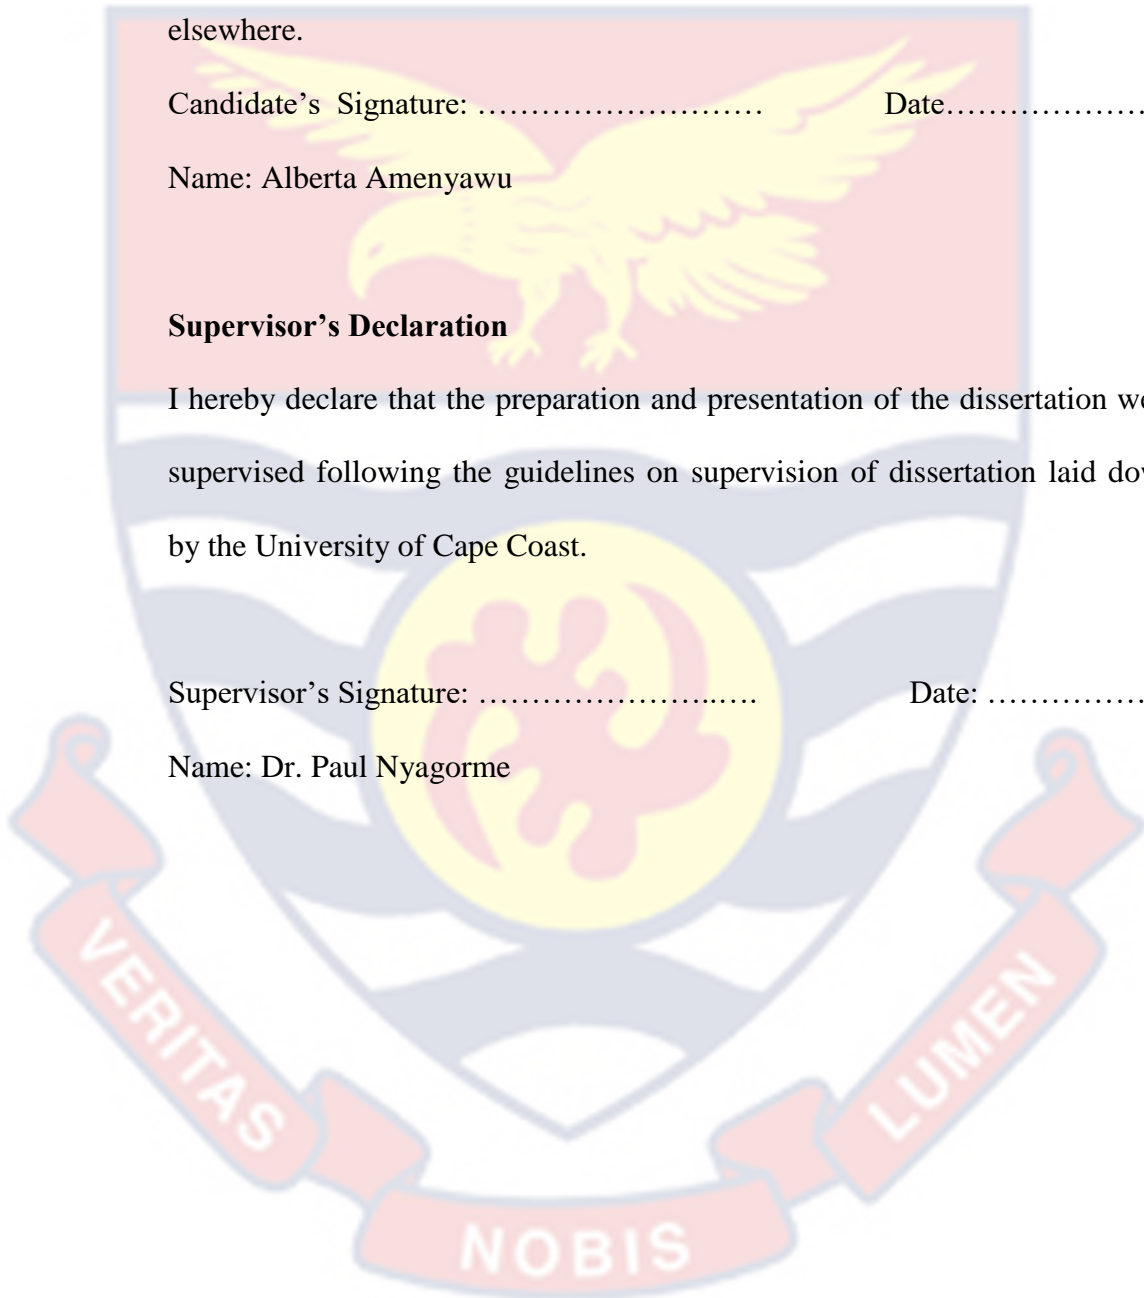 elsewhere.
Candidate’s Signature: ……………………… Date…………………
Name: Alberta Amenyawu
Supervisor’s Declaration
I hereby declare that the preparation and presentation of the dissertation we
supervised following the guidelines on supervision of dissertation laid dov
by the University of Cape Coast.
Supervisor’s Signature: …………………..…. Date: ……………
Name: Dr. Paul Nyagorme
VERITAS
NOBIS
LUMEN